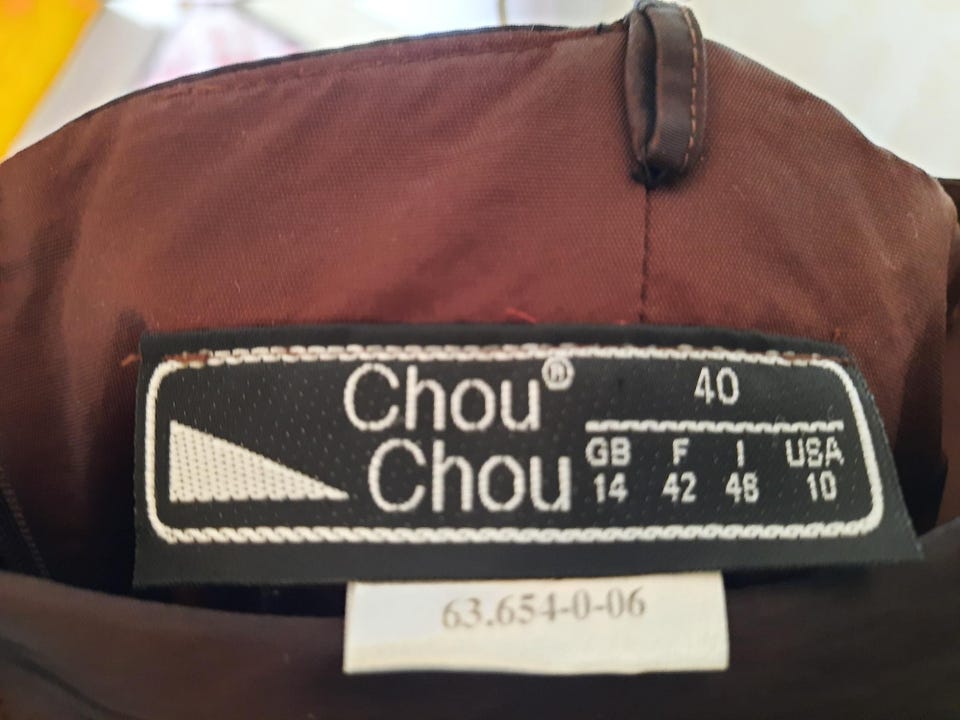 Chou®
Chou
40
GB F I USA
14 42 48 10
63.654-0-06